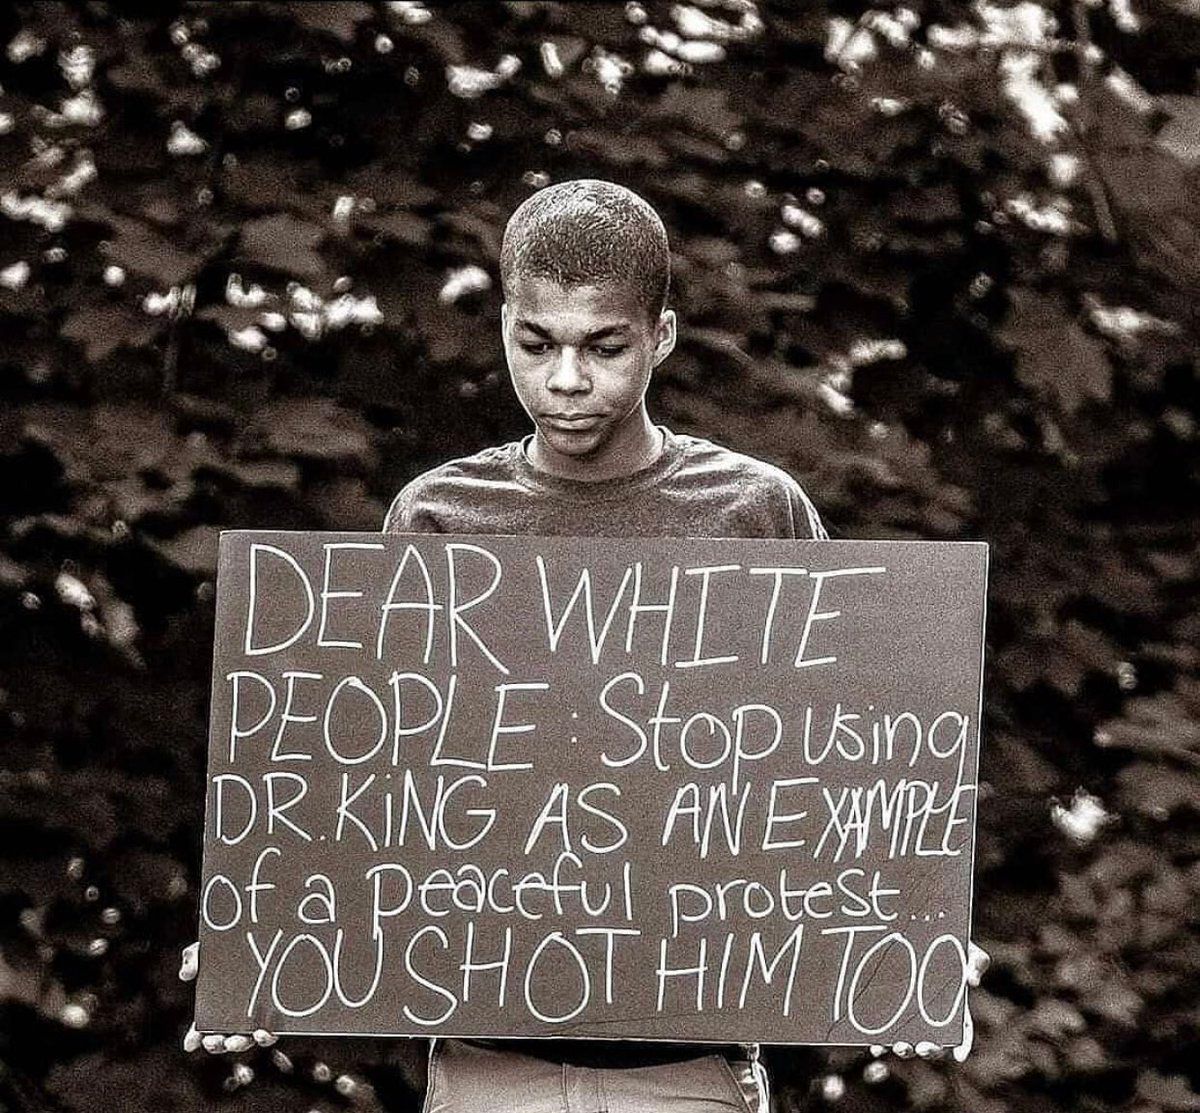 DEAR WHITE
PEOPLE: Stop using
DR. KiNG AS AN EXAMPLE
of a peaceful protest...
YOU SHOT HIM TOO